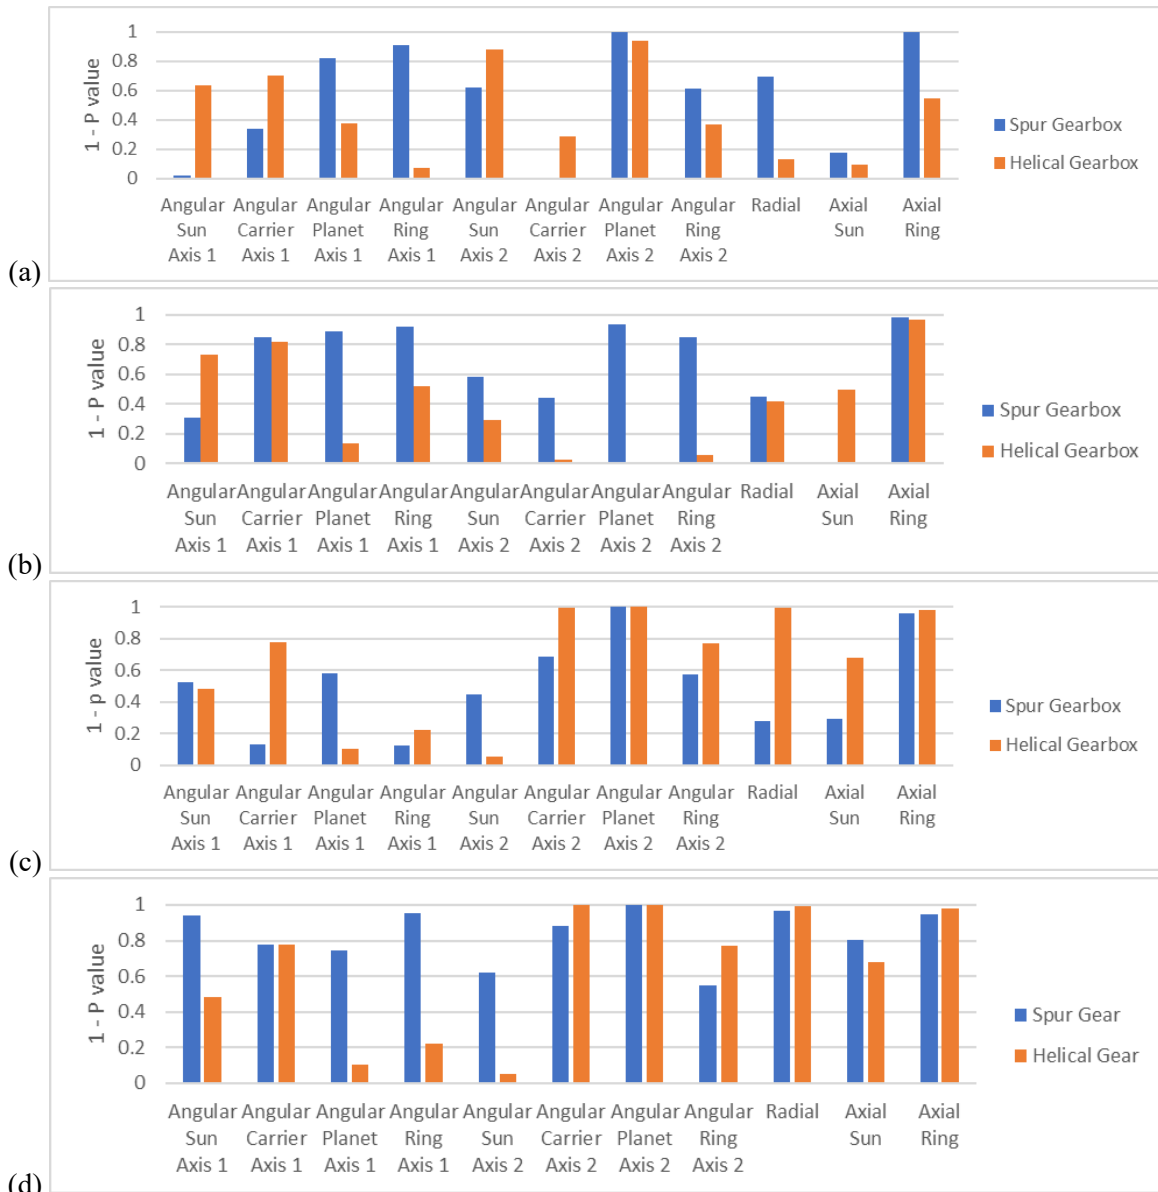 1 - P value
1
0.8
0.6
0.4
0.2
0
Angular Angular Angular Angular Angular Angular Angular Angular Radial Axial Axial
Sun Carrier Planet Ring Sun Carrier Planet Ring Sun Ring
Axis 1 Axis 1 Axis 1 Axis 1 Axis 2 Axis 2 Axis 2 Axis 2
Spur Gearbox
Helical Gearbox
(a)
1 - P value
1
0.8
0.6
0.4
0.2
0
Angular Angular Angular Angular Angular Angular Angular Angular Radial Axial Axial
Sun Carrier Planet Ring Sun Carrier Planet Ring Sun Ring
Axis 1 Axis 1 Axis 1 Axis 1 Axis 2 Axis 2 Axis 2 Axis 2
Spur Gearbox
Helical Gearbox
(b)
1 - p value
1
0.8
0.6
0.4
0.2
0
Angular Angular Angular Angular Angular Angular Angular Angular Radial Axial Axial
Sun Carrier Planet Ring Sun Carrier Planet Ring Sun Ring
Axis 1 Axis 1 Axis 1 Axis 1 Axis 2 Axis 2 Axis 2 Axis 2
Spur Gearbox
Helical Gearbox
(c)
1 - P value
1
0.8
0.6
0.4
0.2
0
Angular Angular Angular Angular Angular Angular Angular Angular Radial Axial Axial
Sun Carrier Planet Ring Sun Carrier Planet Ring Sun Ring
Axis 1 Axis 1 Axis 1 Axis 1 Axis 2 Axis 2 Axis 2 Axis 2
Spur Gear
Helical Gear
(d)